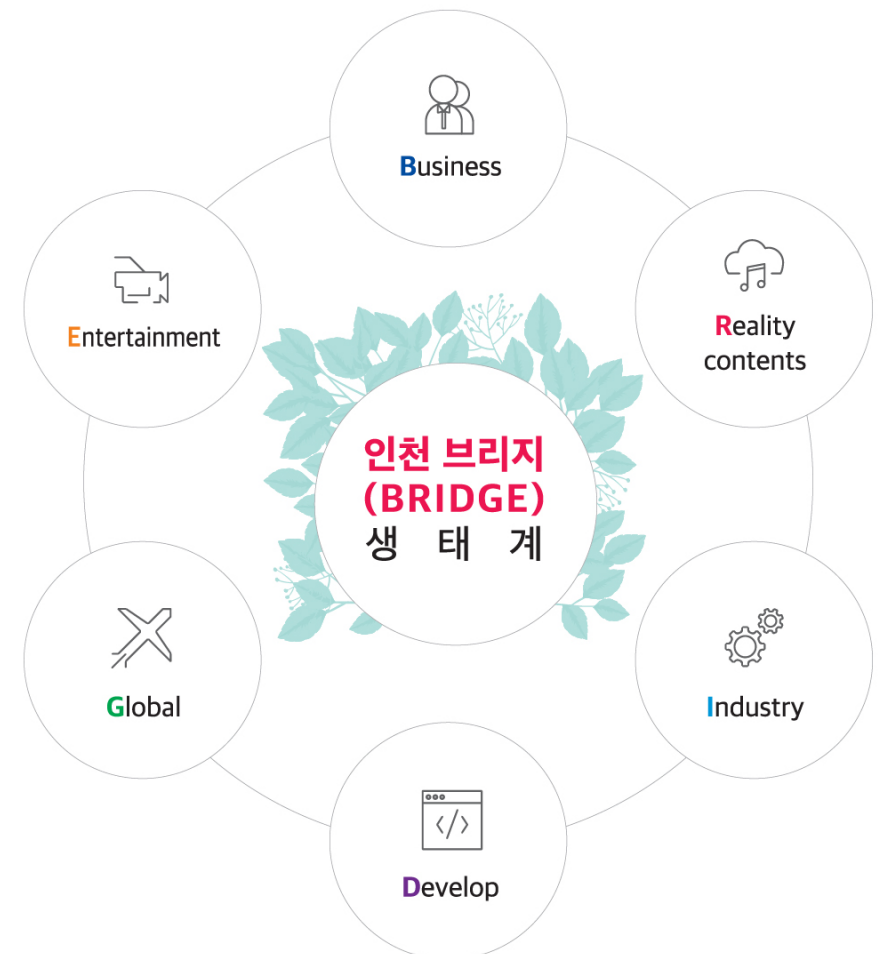 Business
Reality
contents
Industry
Develop
Global
Entertainment
인천 브리지
(BRIDGE)
생 태 계